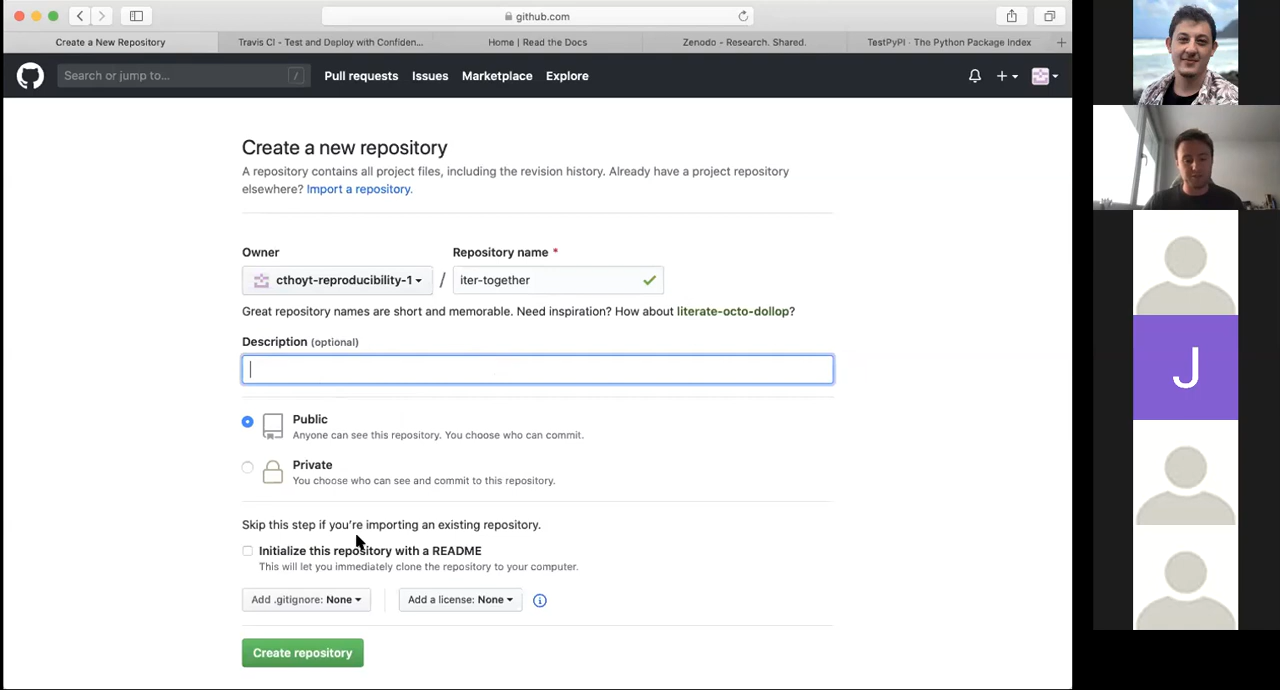 github.com
Create a New Repository
Travis CI - Test and Deploy with Confiden...
Home | Read the Docs
Zenodo - Research. Shared.
TestPyPI · The Python Package Index
Search or jump to... /
Pull requests Issues Marketplace Explore
Create a new repository
A repository contains all project files, including the revision history. Already have a project repository
elsewhere? Import a repository.
Owner
Repository name *
cthoyt-reproducibility-1 / iter-together
Great repository names are short and memorable. Need inspiration? How about literate-octo-dollop?
Description (optional)
Public
Anyone can see this repository. You choose who can commit.
Private
You choose who can see and commit to this repository.
Skip this step if you're importing an existing repository.
Initialize this repository with a README
This will let you immediately clone the repository to your computer.
Add .gitignore: None
Add a license: None
Create repository
J